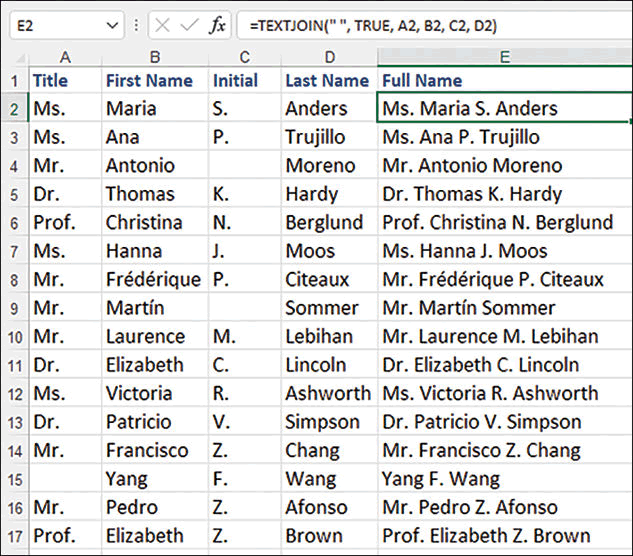 E2 fx =TEXTJOIN(" ", TRUE, A2, B2, C2, D2)
A B C D E
1 Title First Name Initial Last Name Full Name
2 Ms. Maria S. Anders Ms. Maria S. Anders
3 Ms. Ana P. Trujillo Ms. Ana P. Trujillo
4 Mr. Antonio Moreno Mr. Antonio Moreno
5 Dr. Thomas K. Hardy Dr. Thomas K. Hardy
6 Prof. Christina N. Berglund Prof. Christina N. Berglund
7 Ms. Hanna J. Moos Ms. Hanna J. Moos
8 Mr. Frédérique P. Citeaux Mr. Frédérique P. Citeaux
9 Mr. Martín Sommer Mr. Martín Sommer
10 Mr. Laurence M. Lebihan Mr. Laurence M. Lebihan
11 Dr. Elizabeth C. Lincoln Dr. Elizabeth C. Lincoln
12 Ms. Victoria R. Ashworth Ms. Victoria R. Ashworth
13 Dr. Patricio V. Simpson Dr. Patricio V. Simpson
14 Mr. Francisco Z. Chang Mr. Francisco Z. Chang
15 Yang F. Wang Yang F. Wang
16 Mr. Pedro Z. Afonso Mr. Pedro Z. Afonso
17 Prof. Elizabeth Z. Brown Prof. Elizabeth Z. Brown